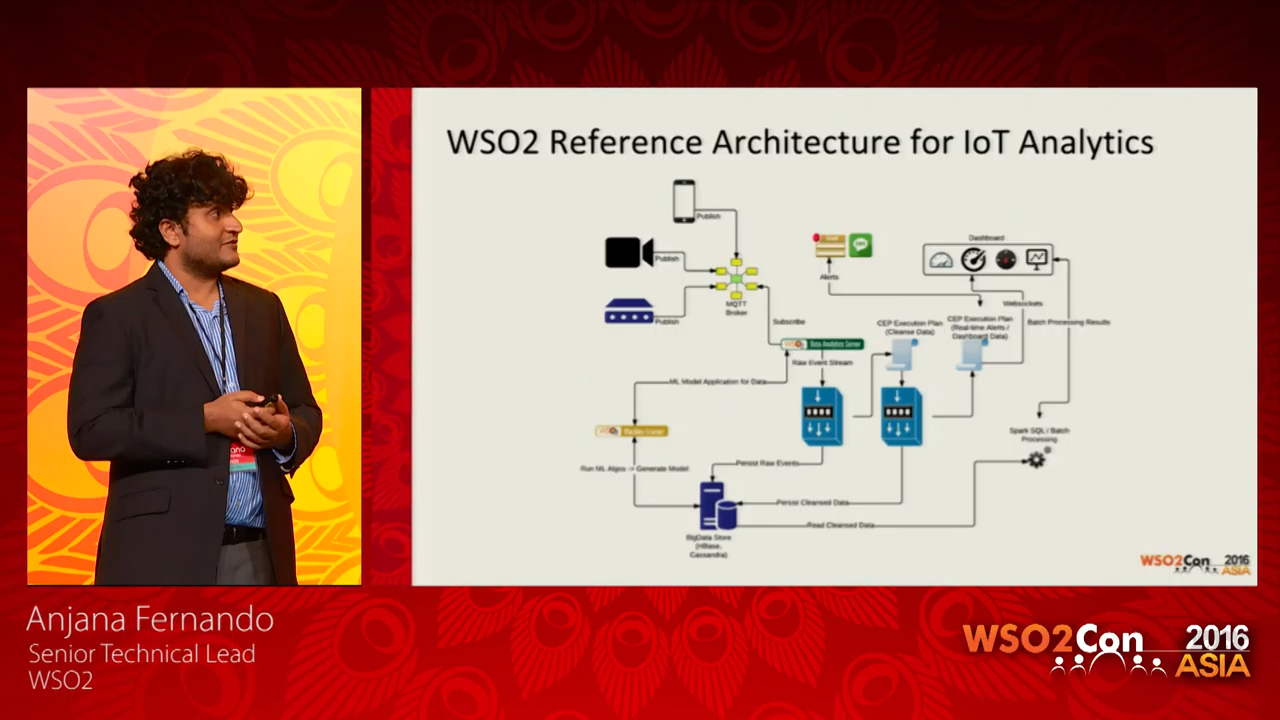 WSO2 Reference Architecture for IoT Analytics
Publish
Publish
Publish
MQTT
Broker
Subscribe
Alerts
Dashboard
Websockets
Batch Processing Results
CEP Execution Plan
(Cleanse Data)
CEP Execution Plan
(Real-time Alerts /
Dashboard Data)
WSO2 Data Analytics Server
Raw Event Stream
ML Model Application for Data
Run ML Algos -> Generate Model
Persist Raw Events
Persist Cleansed Data
Read Cleansed Data
Spark SQL / Batch
Processing
BigData Store
(HBase,
Cassandra)
WSO2Con 2016
ASIA
Anjana Fernando
Senior Technical Lead
WSO2
WSO2Con 2016
ASIA